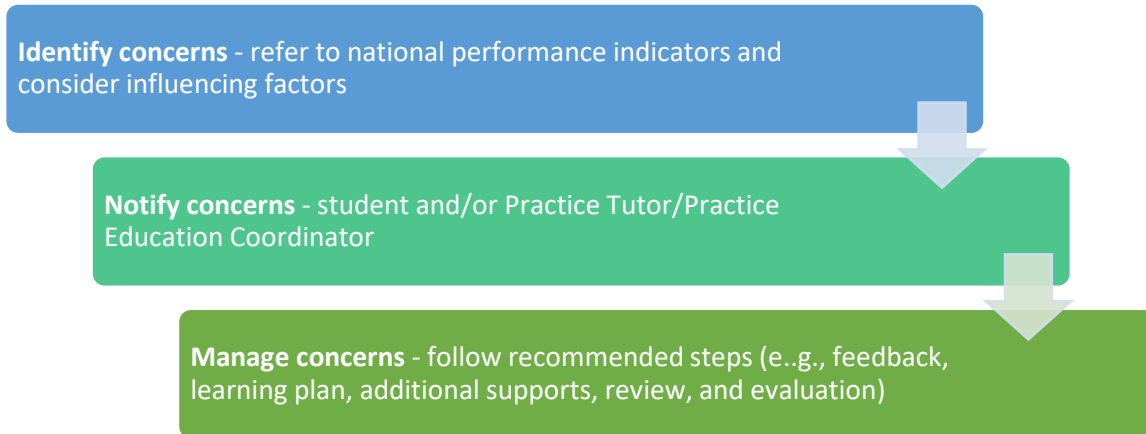 Identify concerns - refer to national performance indicators and
consider influencing factors
Notify concerns - student and/or Practice Tutor/Practice
Education Coordinator
Manage concerns - follow recommended steps (e..g., feedback,
learning plan, additional supports, review, and evaluation)